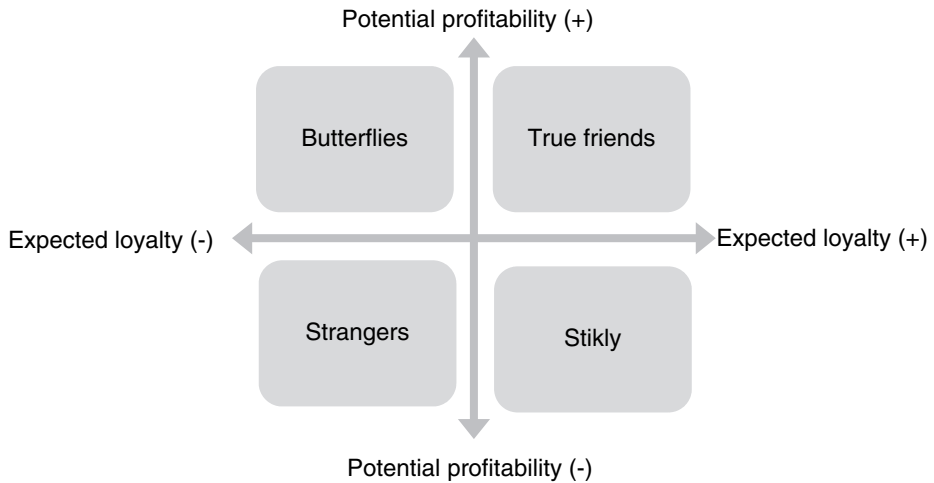 Potential profitability (+)
Butterflies
True friends
Expected loyalty (-)
Expected loyalty (+)
Strangers
Stikly
Potential profitability (-)